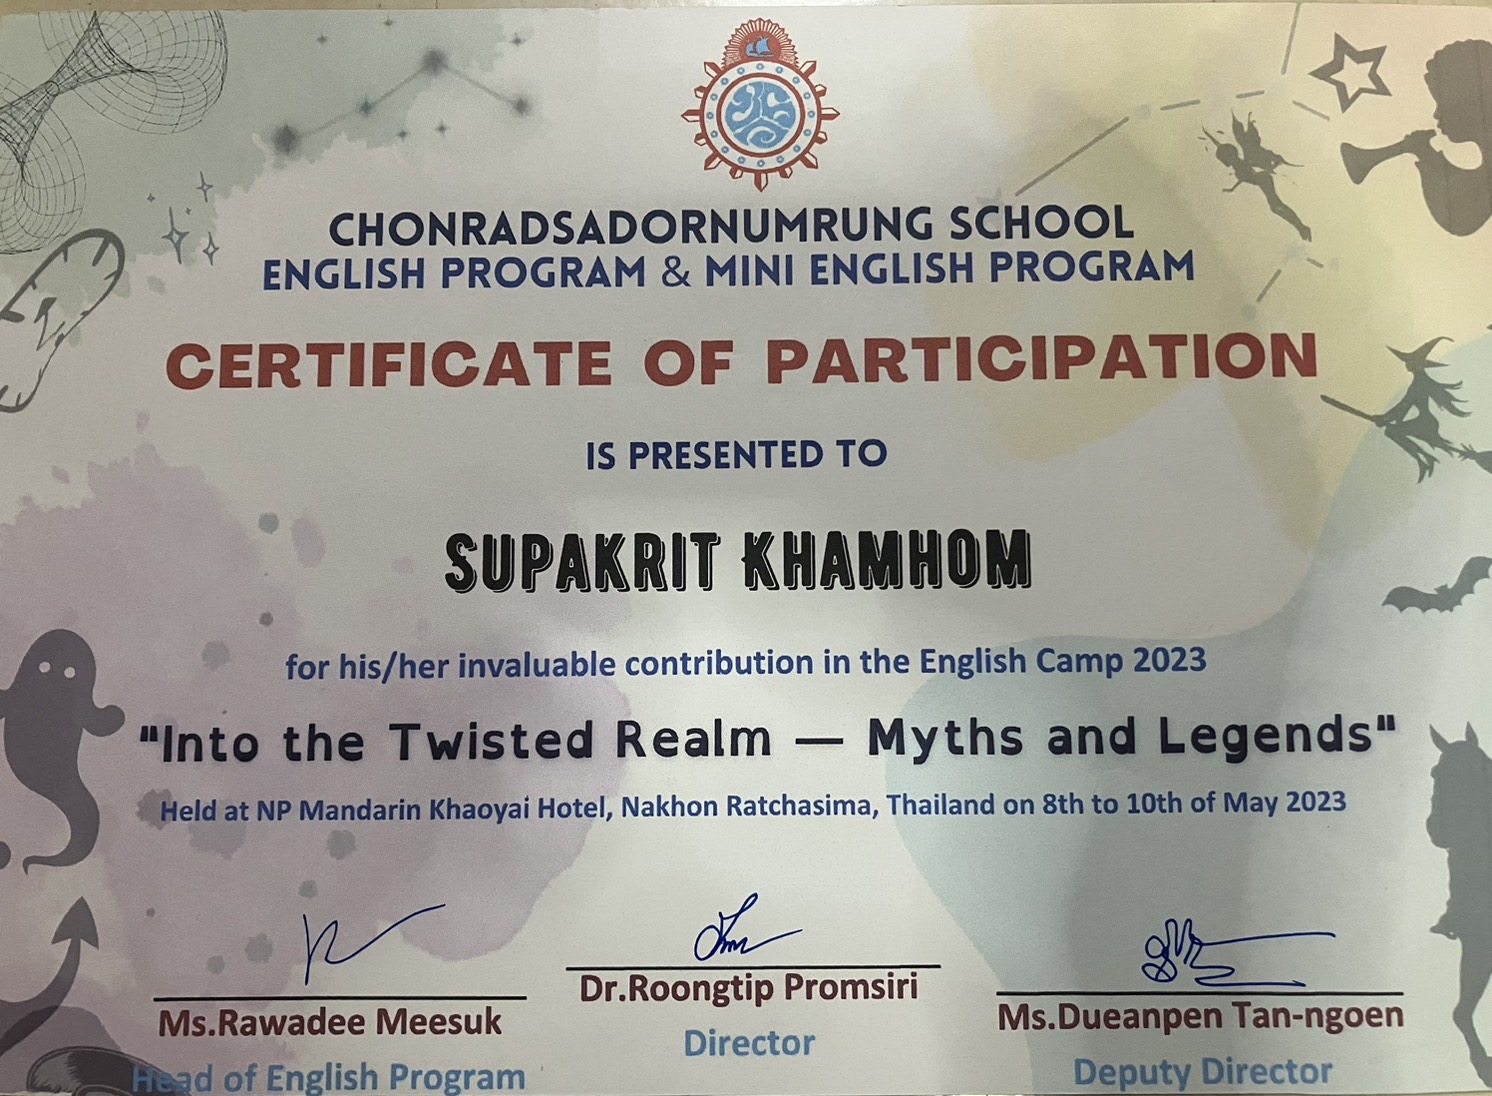 CHONRADSADORNUMRUNG SCHOOL
ENGLISH PROGRAM & MINI ENGLISH PROGRAM
CERTIFICATE OF PARTICIPATION
IS PRESENTED TO
SUPAKRIT KHAMHOM
for his/her invaluable contribution in the English Camp 2023
"Into the Twisted Realm — Myths and Legends"
Held at NP Mandarin Khaoyai Hotel, Nakhon Ratchasima, Thailand on 8th to 10th of May 2023
Ms.Rawadee Meesuk
Head of English Program
Dr.Roongtip Promsiri
Director
Ms.Dueanpen Tan-ngoen
Deputy Director